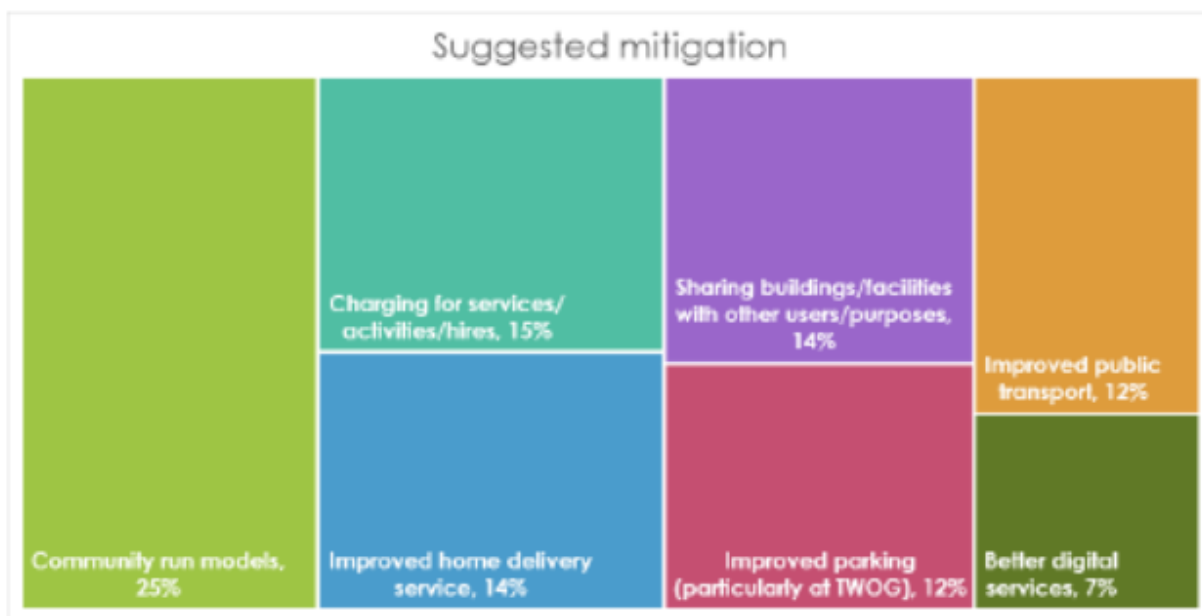 Suggested mitigation
Charging for services/
activities/hires, 15%
Sharing buildings/facilities
with other users/purposes,
14%
Improved public
transport, 12%
Community run models,
25%
Improved home delivery
service, 14%
Improved parking
(particularly at TWOG), 12%
Better digital
services, 7%